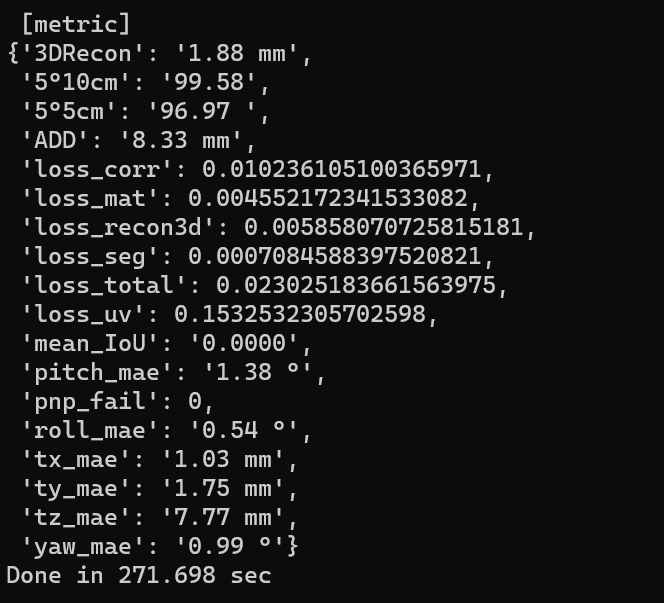 [metric]
{'3DRecon': '1.88 mm',
'5°10cm': '99.58',
'5°5cm': '96.97 ',
'ADD': '8.33 mm',
'loss_corr': 0.010236105100365971,
'loss_mat': 0.004552172341533082,
'loss_recon3d': 0.005858070725815181,
'loss_seg': 0.0007084588397520821,
'loss_total': 0.023025183661563975,
'loss_uv': 0.1532532305702598,
'mean_IoU': '0.0000',
'pitch_mae': '1.38 °',
'pnp_fail': 0,
'roll_mae': '0.54 °',
'tx_mae': '1.03 mm',
'ty_mae': '1.75 mm',
'tz_mae': '7.77 mm',
'yaw_mae': '0.99 °'}
Done in 271.698 sec